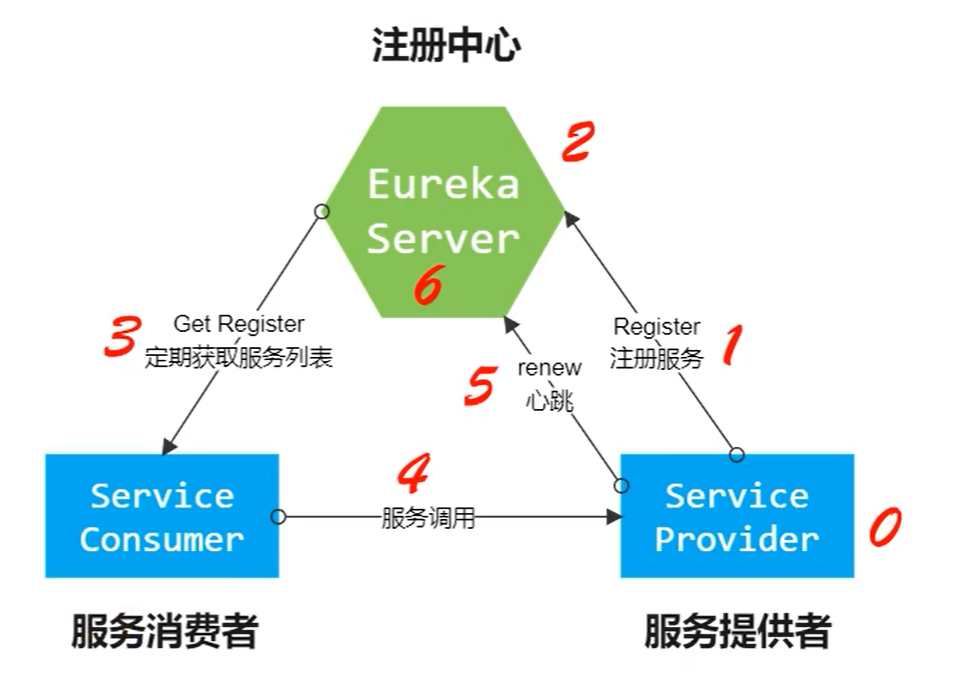 注册中心
2
Eureka
Server
6
3
Get Register
定期获取服务列表
5
renew
心跳
Register
注册服务
1
4
服务调用
Service
Consumer
Service
Provider
0
服务消费者
服务提供者